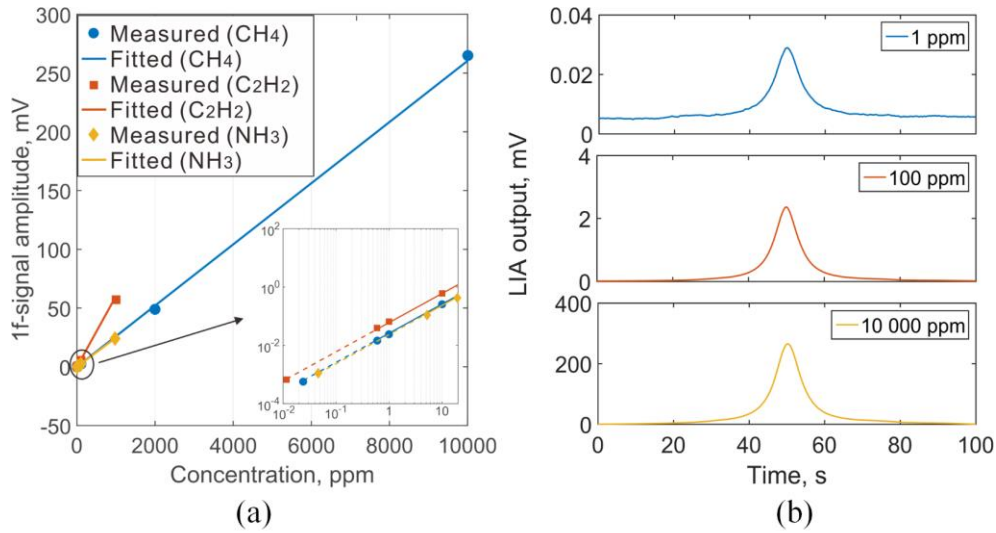 Measured (CH4)
Fitted (CH4)
Measured (C2H2)
Fitted (C2H2)
Measured (NH3)
Fitted (NH3)
1f-signal amplitude, mV
300
250
200
150
100
50
0
-50
0 2000 4000 6000 8000 10000
Concentration, ppm
10^2
10^0
10^-2
10^-4
10^-2 10^-1 1 10
(a)
LIA output, mV
0.04
0.02
0
1 ppm
4
2
0
100 ppm
400
200
0
10 000 ppm
0 20 40 60 80 100
Time, s
(b)